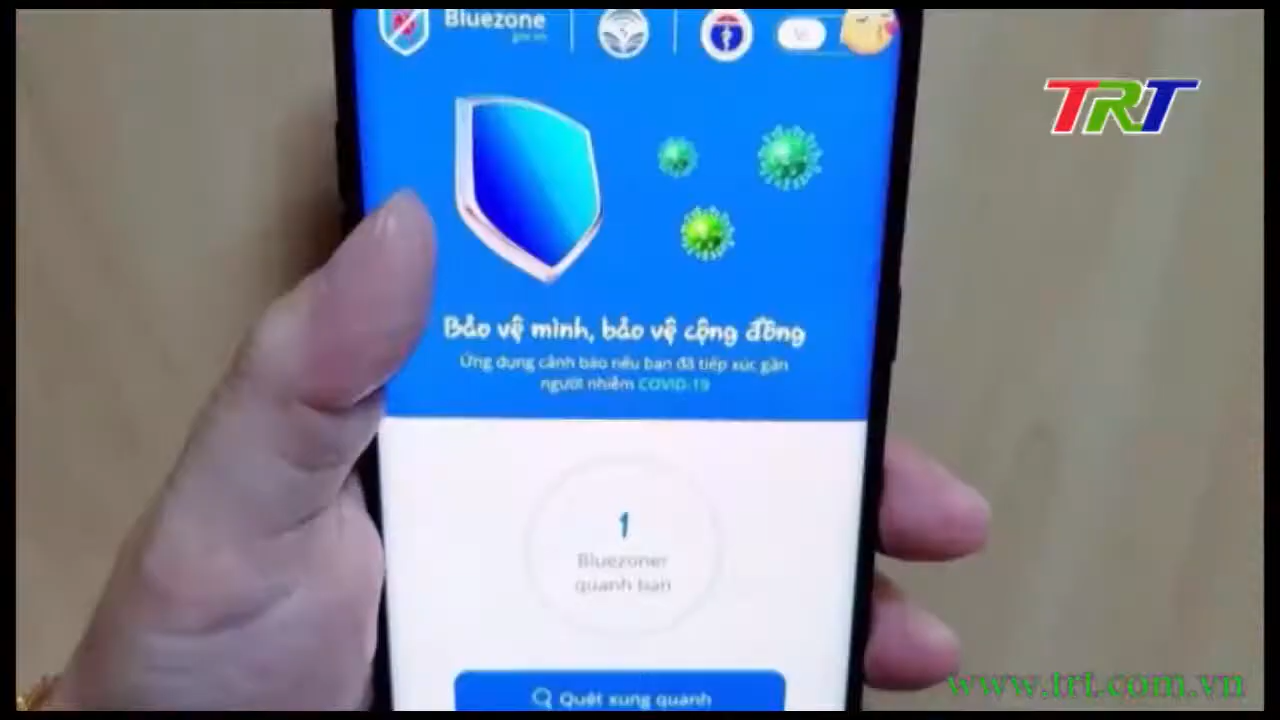 Bluezone
TRT
Bảo vệ mình, bảo vệ cộng đồng
Ứng dụng cảnh báo nếu bạn đã tiếp xúc gần
người nhiễm COVID-19
1
Bluezoner
quanh bạn
Quét xung quanh
www.trt.com.vn